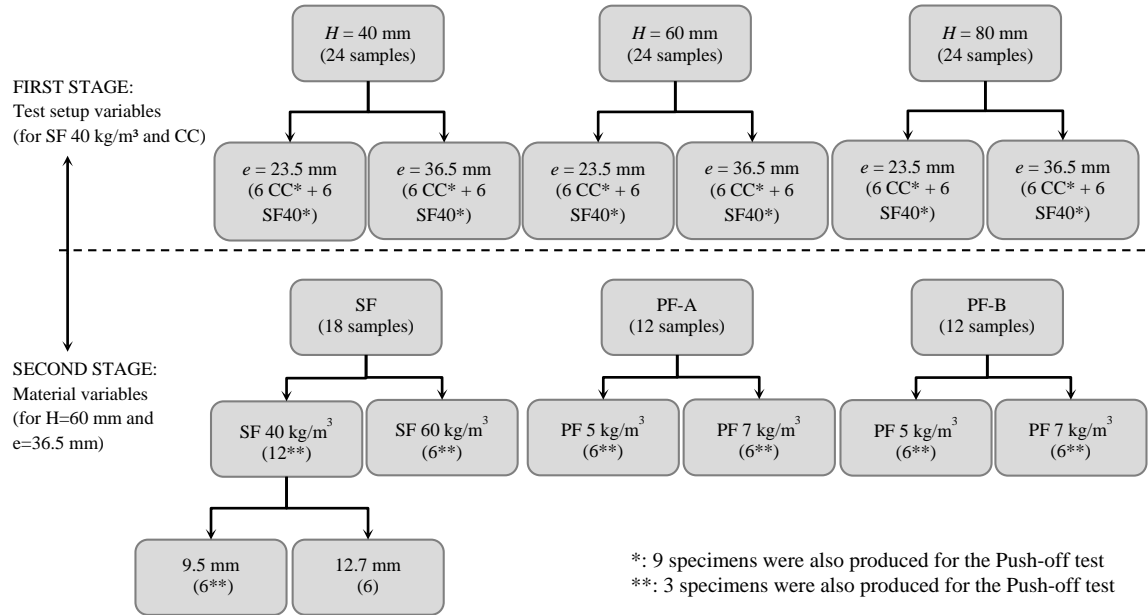 H = 40 mm
(24 samples)
H = 60 mm
(24 samples)
H = 80 mm
(24 samples)
FIRST STAGE:
Test setup variables
(for SF 40 kg/m³ and CC)
e = 23.5 mm
(6 CC* + 6
SF40*)
e = 36.5 mm
(6 CC* + 6
SF40*)
e = 23.5 mm
(6 CC* + 6
SF40*)
e = 36.5 mm
(6 CC* + 6
SF40*)
e = 23.5 mm
(6 CC* + 6
SF40*)
e = 36.5 mm
(6 CC* + 6
SF40*)
SF
(18 samples)
PF-A
(12 samples)
PF-B
(12 samples)
SECOND STAGE:
Material variables
(for H=60 mm and
e=36.5 mm)
SF 40 kg/m³
(12**)
SF 60 kg/m³
(6**)
PF 5 kg/m³
(6**)
PF 7 kg/m³
(6**)
PF 5 kg/m³
(6**)
PF 7 kg/m³
(6**)
9.5 mm
(6**)
12.7 mm
(6)
*: 9 specimens were also produced for the Push-off test
**: 3 specimens were also produced for the Push-off test